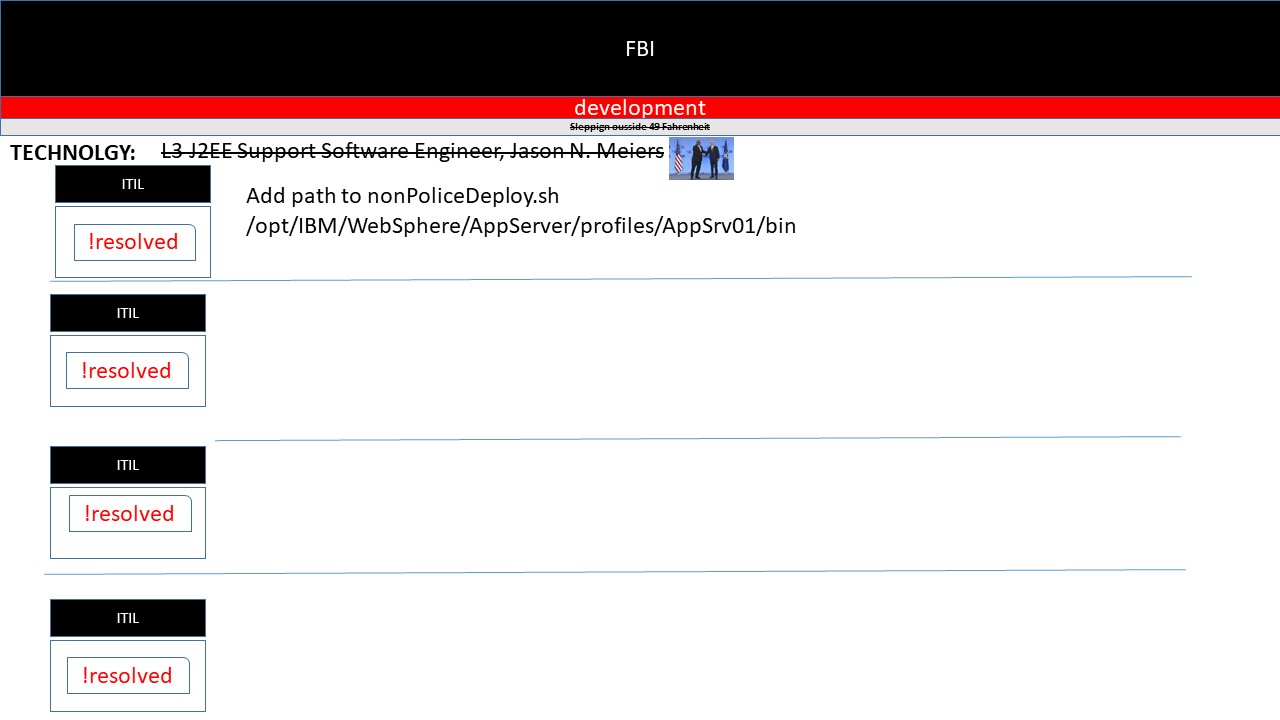 FBI
development
Sleppign ousside 49 Fahrenheit
TECHNOLGY: L3 J2EE Support Software Engineer, Jason N. Meiers
ITIL
!resolved
Add path to nonPoliceDeploy.sh
/opt/IBM/WebSphere/AppServer/profiles/AppSrv01/bin
ITIL
!resolved
ITIL
!resolved
ITIL
!resolved